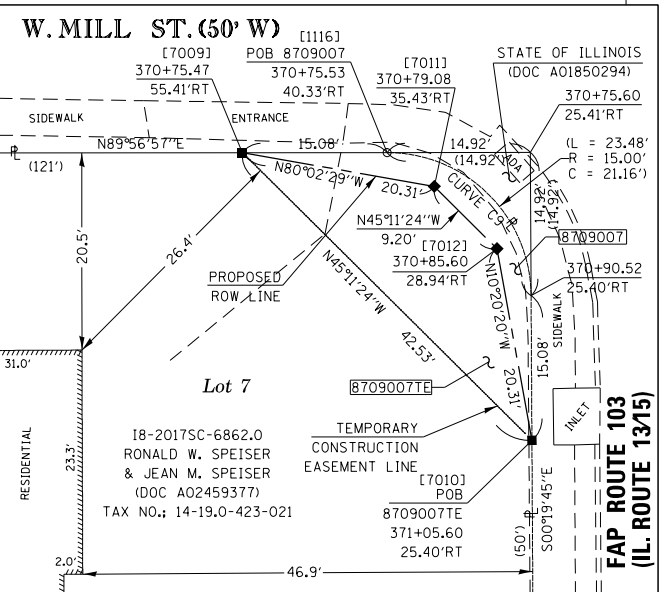 W. MILL ST. (50' W)
[7009]
370+75.47
55.41'RT
[1116]
POB 8709007
370+75.53
40.33'RT
[7011]
370+79.08
35.43'RT
STATE OF ILLINOIS
(DOC A01850294)
370+75.60
25.41'RT
(L = 23.48'
R = 15.00'
C = 21.16')
SIDEWALK
ENTRANCE
N89°56'57"E
15.08'
14.92'
(14.92'
ADA
PL
(121')
N80°02'29"W
20.31'
CURVE C9
PL
14.92'
(14.92')
N45°11'24"W
9.20'
8709007
20.5'
26.4'
[7012]
370+85.60
28.94'RT
370+90.52
25.40'RT
PROPOSED
ROW LINE
N45°11'24"W
42.53'
N10°20'20"W
20.31'
SIDEWALK
15.08'
31.0'
Lot 7
8709007TE
INLET
RESIDENTIAL
23.3'
I8-2017SC-6862.0
RONALD W. SPEISER
& JEAN M. SPEISER
(DOC A02459377)
TAX NO.; 14-19.0-423-021
TEMPORARY
CONSTRUCTION
EASEMENT LINE
[7010]
POB
8709007TE
371+05.60
25.40'RT
PL
(50')
S00°19'45"E
FAP ROUTE 103
(IL. ROUTE 13/15)
2.0'
46.9'